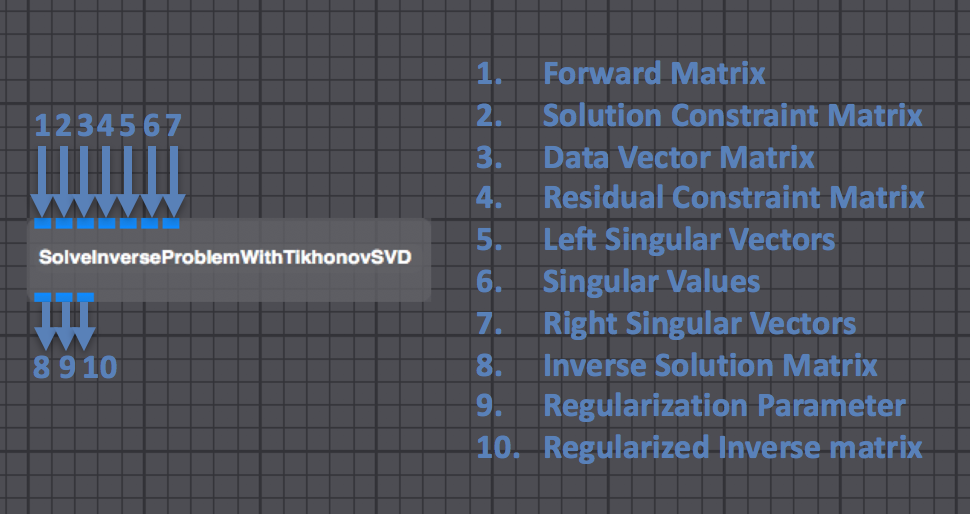 1 2 3 4 5 6 7
SolveInverseProblemWithTikhonovSVD
8 9 10
1. Forward Matrix
2. Solution Constraint Matrix
3. Data Vector Matrix
4. Residual Constraint Matrix
5. Left Singular Vectors
6. Singular Values
7. Right Singular Vectors
8. Inverse Solution Matrix
9. Regularization Parameter
10. Regularized Inverse matrix